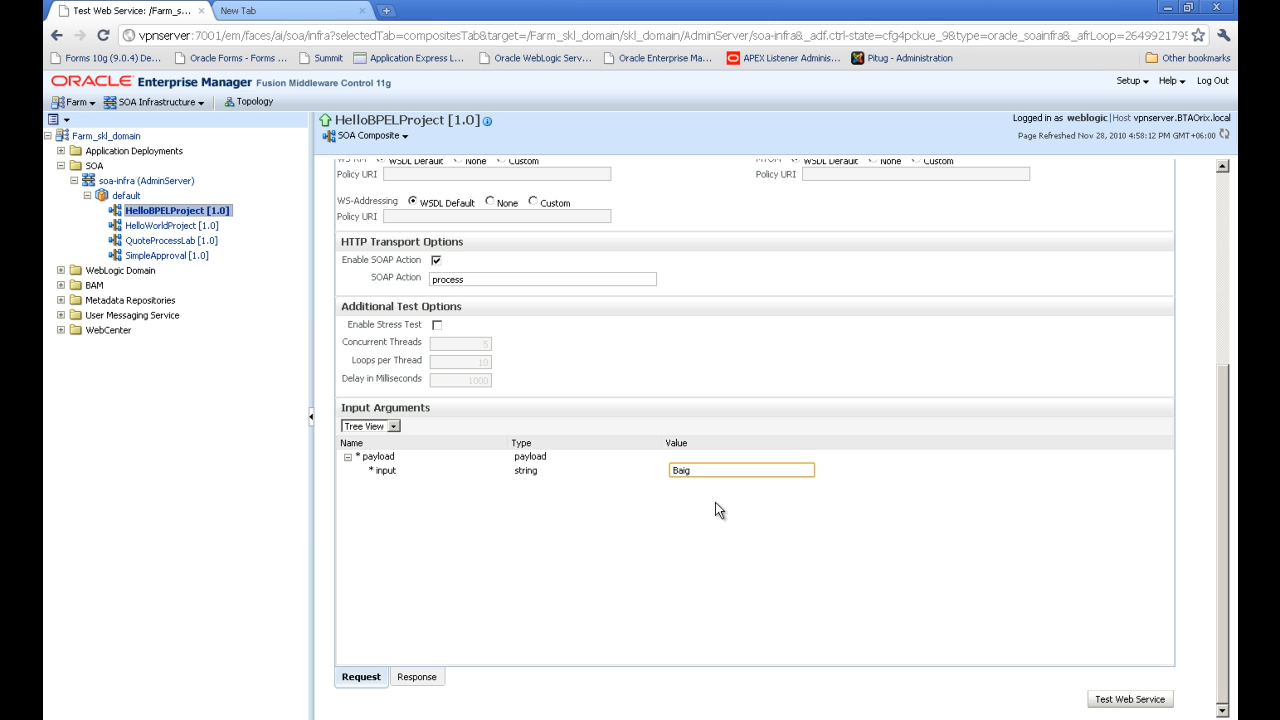 Test Web Service: /Farm_s...
New Tab
vpnserver:7001/em/faces/ai/soa/infra?selectedTab=compositesTab&target=/Farm_skl_domain/skl_domain/AdminServer/soa-infra&_adf.ctrl-state=cfg4pckue_9&type=oracle_soainfra&_afrLoop=2649921795
Forms 10g (9.0.4) De...
Oracle Forms - Forms ...
Summit
Application Express L...
Oracle WebLogic Serv...
Oracle Enterprise Ma...
APEX Listener Adminis...
Pitug - Administration
Other bookmarks
ORACLE Enterprise Manager Fusion Middleware Control 11g
Setup Help Log Out
Farm SOA Infrastructure Topology
HelloBPELProject [1.0]
SOA Composite
Logged in as weblogic|Host vpnserver.BTAOrix.local
Page Refreshed Nov 28, 2010 4:58:12 PM GMT+06:00
Farm_skl_domain
Application Deployments
SOA
soa-infra (AdminServer)
default
HelloBPELProject [1.0]
HelloWorldProject [1.0]
QuoteProcessLab [1.0]
SimpleApproval [1.0]
WebLogic Domain
BAM
Metadata Repositories
User Messaging Service
WebCenter
WSDL Default None Custom
WSDL Default None Custom
Policy URI
Policy URI
WS-Addressing WSDL Default None Custom
Policy URI
HTTP Transport Options
Enable SOAP Action
SOAP Action process
Additional Test Options
Enable Stress Test
Concurrent Threads 5
Loops per Thread 10
Delay in Milliseconds 1000
Input Arguments
Tree View
Name Type Value
* payload payload
* input string Baig
Request Response
Test Web Service